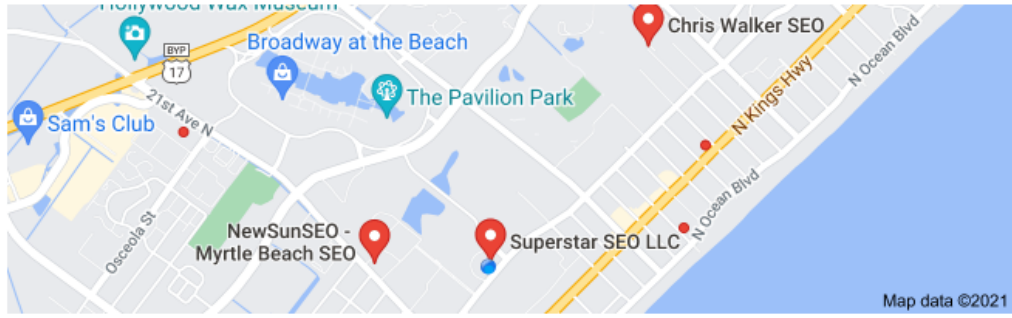 Hollywood Wax Museum
Chris Walker SEO
N Ocean Blvd
BYP
17
Broadway at the Beach
21st Ave N
The Pavilion Park
N Kings Hwy
Sam's Club
N Ocean Blvd
Osceola St
NewSunSEO -
Myrtle Beach SEO
Superstar SEO LLC
Map data ©2021